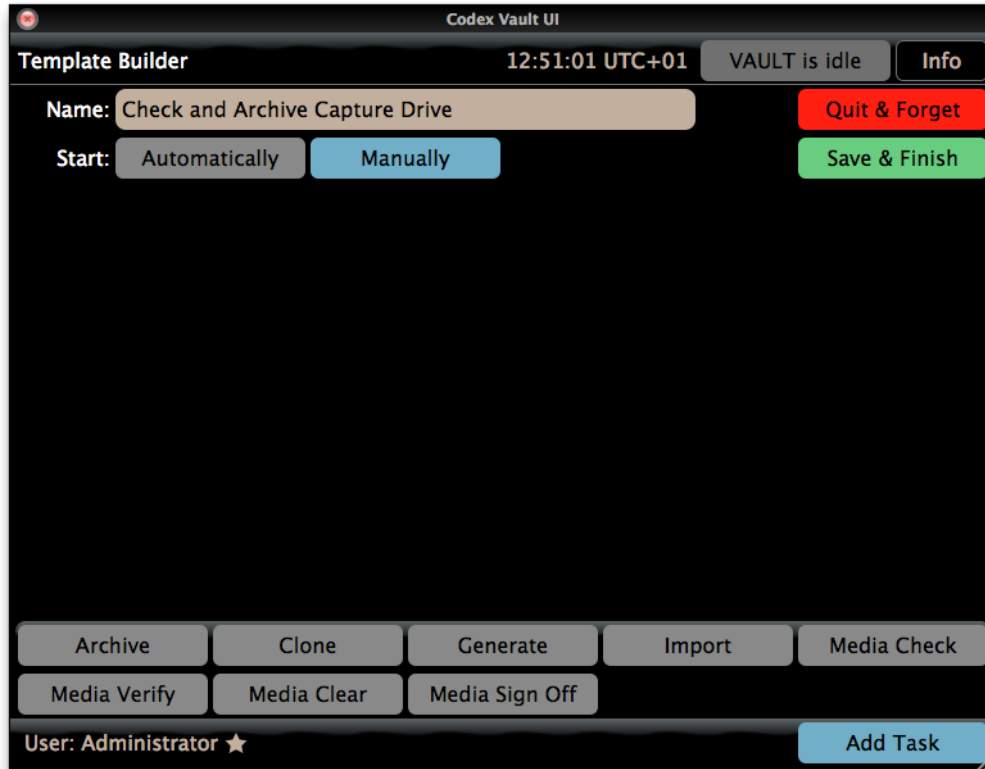 Codex Vault UI
Template Builder 12:51:01 UTC+01 VAULT is idle Info
Name: Check and Archive Capture Drive Quit & Forget
Start: Automatically Manually Save & Finish
Archive Clone Generate Import Media Check
Media Verify Media Clear Media Sign Off
User: Administrator ★ Add Task